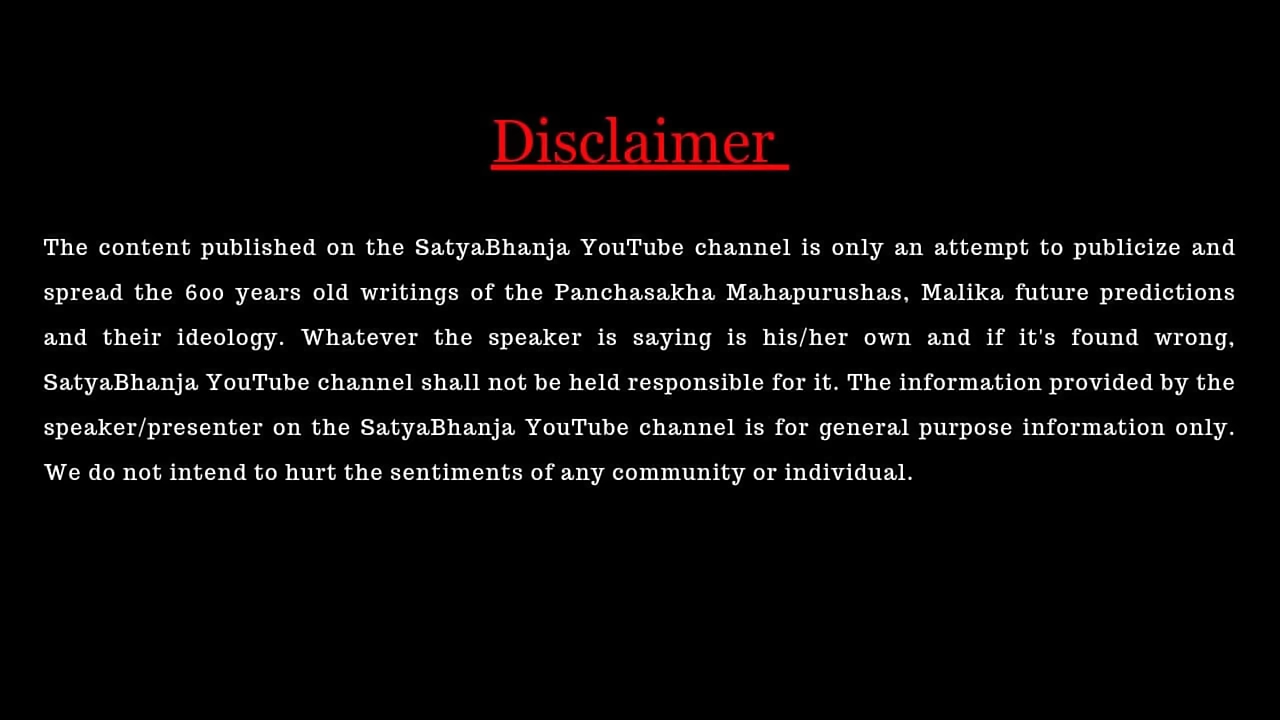 Disclaimer
The content published on the SatyaBhanja YouTube channel is only an attempt to publicize and
spread the 600 years old writings of the Panchasakha Mahapurushas, Malika future predictions
and their ideology. Whatever the speaker is saying is his/her own and if it's found wrong,
SatyaBhanja YouTube channel shall not be held responsible for it. The information provided by the
speaker/presenter on the SatyaBhanja YouTube channel is for general purpose information only.
We do not intend to hurt the sentiments of any community or individual.